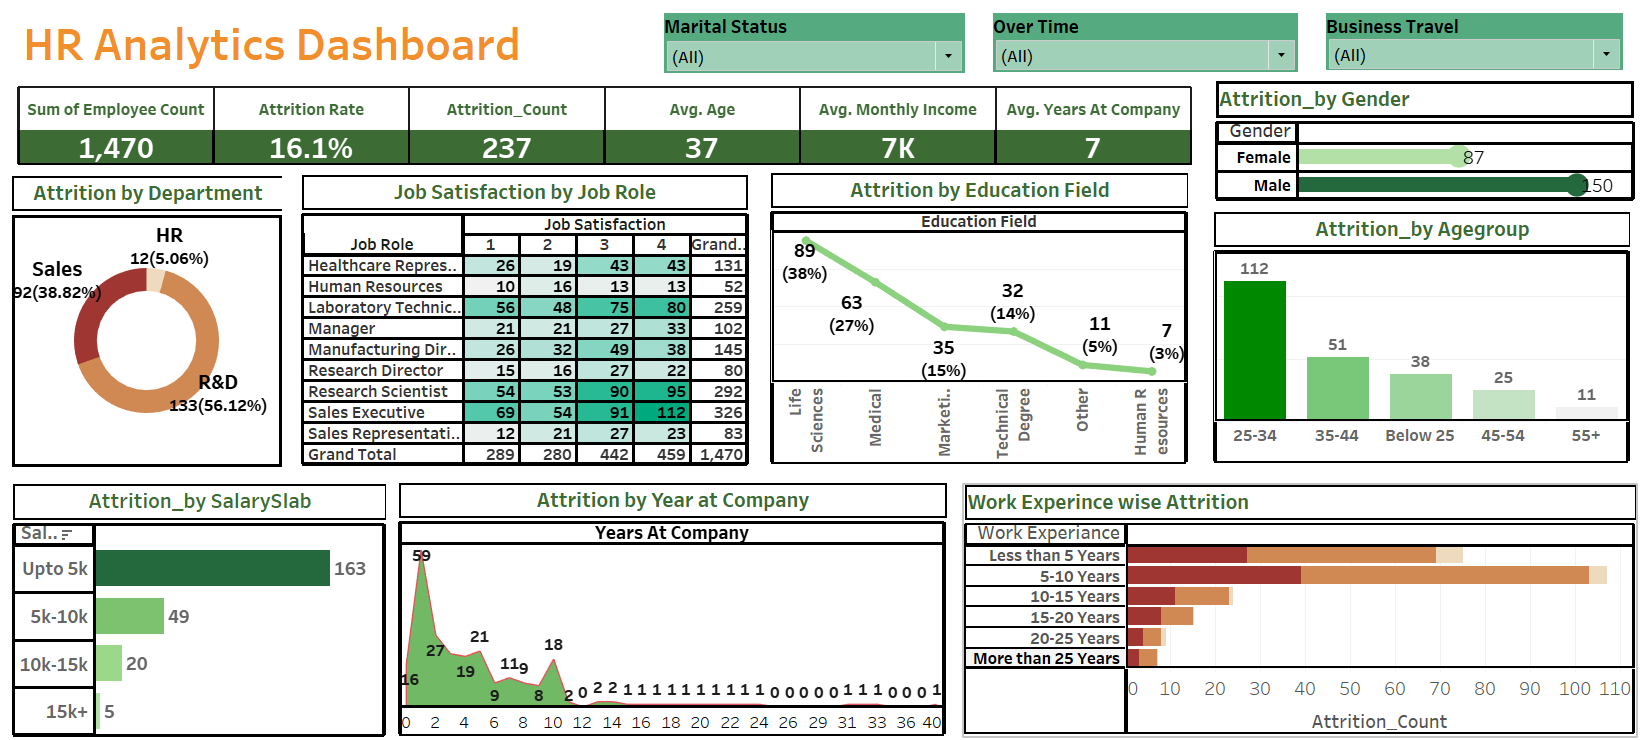 HR Analytics Dashboard
Marital Status
(All)
Over Time
(All)
Business Travel
(All)
Sum of Employee Count Attrition Rate Attrition_Count Avg. Age Avg. Monthly Income Avg. Years At Company
1,470 16.1% 237 37 7K 7
Attrition_by Gender
Gender
Female 87
Male 150
Attrition by Department
HR
12(5.06%)
Sales
92(38.82%)
R&D
133(56.12%)
Job Satisfaction by Job Role
Job Satisfaction
Job Role 1 2 3 4 Grand..
Healthcare Repres.. 26 19 43 43 131
Human Resources 10 16 13 13 52
Laboratory Technic.. 56 48 75 80 259
Manager 21 21 27 33 102
Manufacturing Dir.. 26 32 49 38 145
Research Director 15 16 27 22 80
Research Scientist 54 53 90 95 292
Sales Executive 69 54 91 112 326
Sales Representati.. 12 21 27 23 83
Grand Total 289 280 442 459 1,470
Attrition by Education Field
Education Field
89
(38%)
63
(27%)
35
(15%)
32
(14%)
11
(5%)
7
(3%)
Life
Sciences
Medical
Marketi..
Technical
Degree
Other
Human R
esources
Attrition_by Agegroup
112 51 38 25 11
25-34 35-44 Below 25 45-54 55+
Attrition_by SalarySlab
Sal..
Upto 5k 163
5k-10k 49
10k-15k 20
15k+ 5
Attrition by Year at Company
Years At Company
16 59 27 19 21 9 11 9 8 18 2 0 2 2 1 1 1 1 1 1 1 1 1 1 0 0 0 0 0 1 1 1 0 0 0 1
0 2 4 6 8 10 12 14 16 18 20 22 24 26 29 31 33 36 40
Work Experince wise Attrition
Work Experiance
Less than 5 Years
5-10 Years
10-15 Years
15-20 Years
20-25 Years
More than 25 Years
0 10 20 30 40 50 60 70 80 90 100 110
Attrition_Count